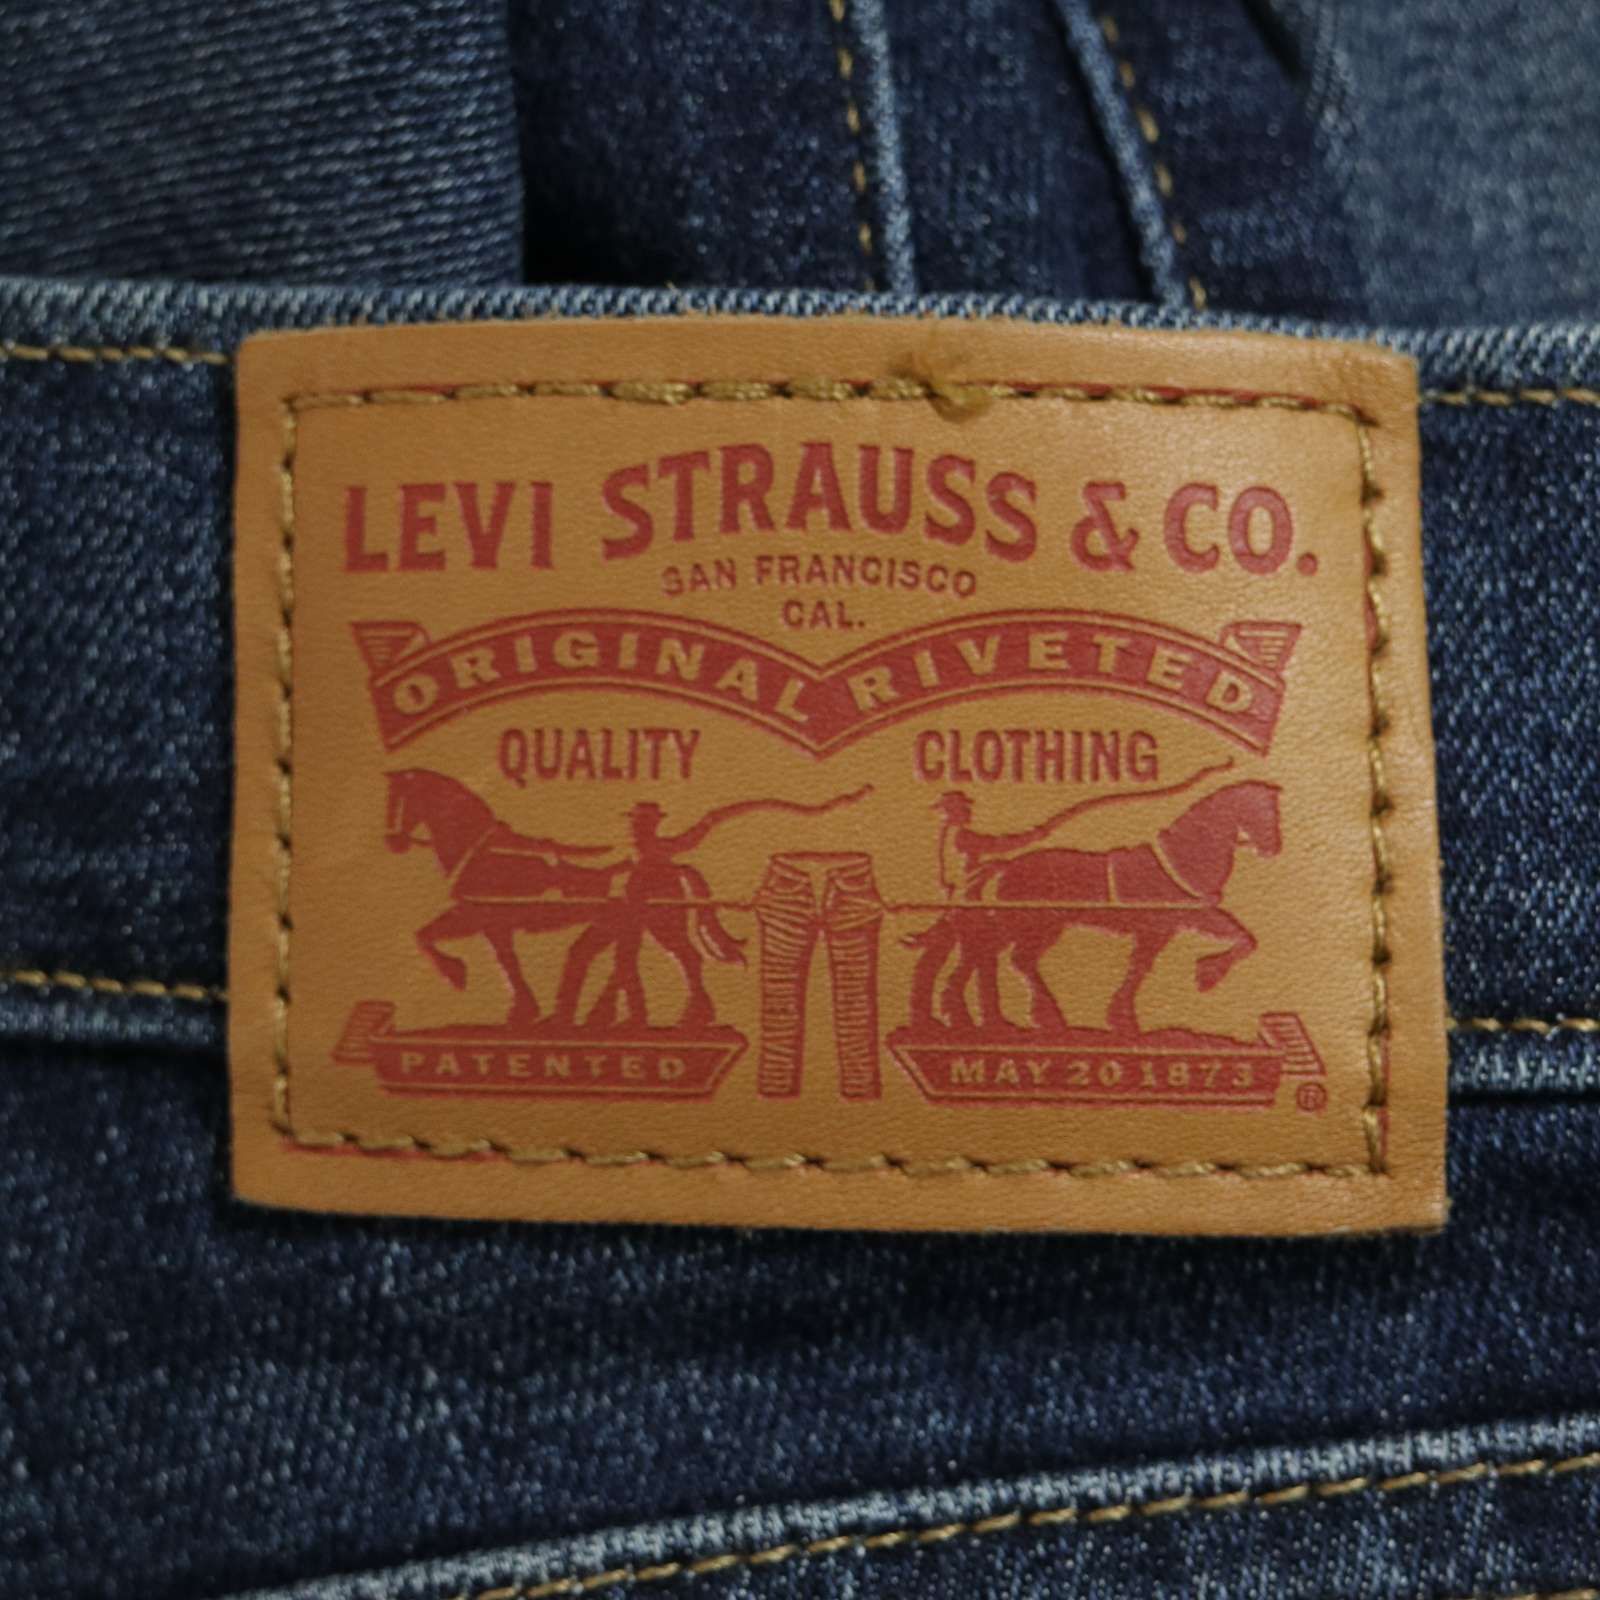 LEVI STRAUSS & CO.
SAN FRANCISCO
CAL.
ORIGINAL RIVETED
QUALITY CLOTHING
PATENTED MAY 20 1873 ®